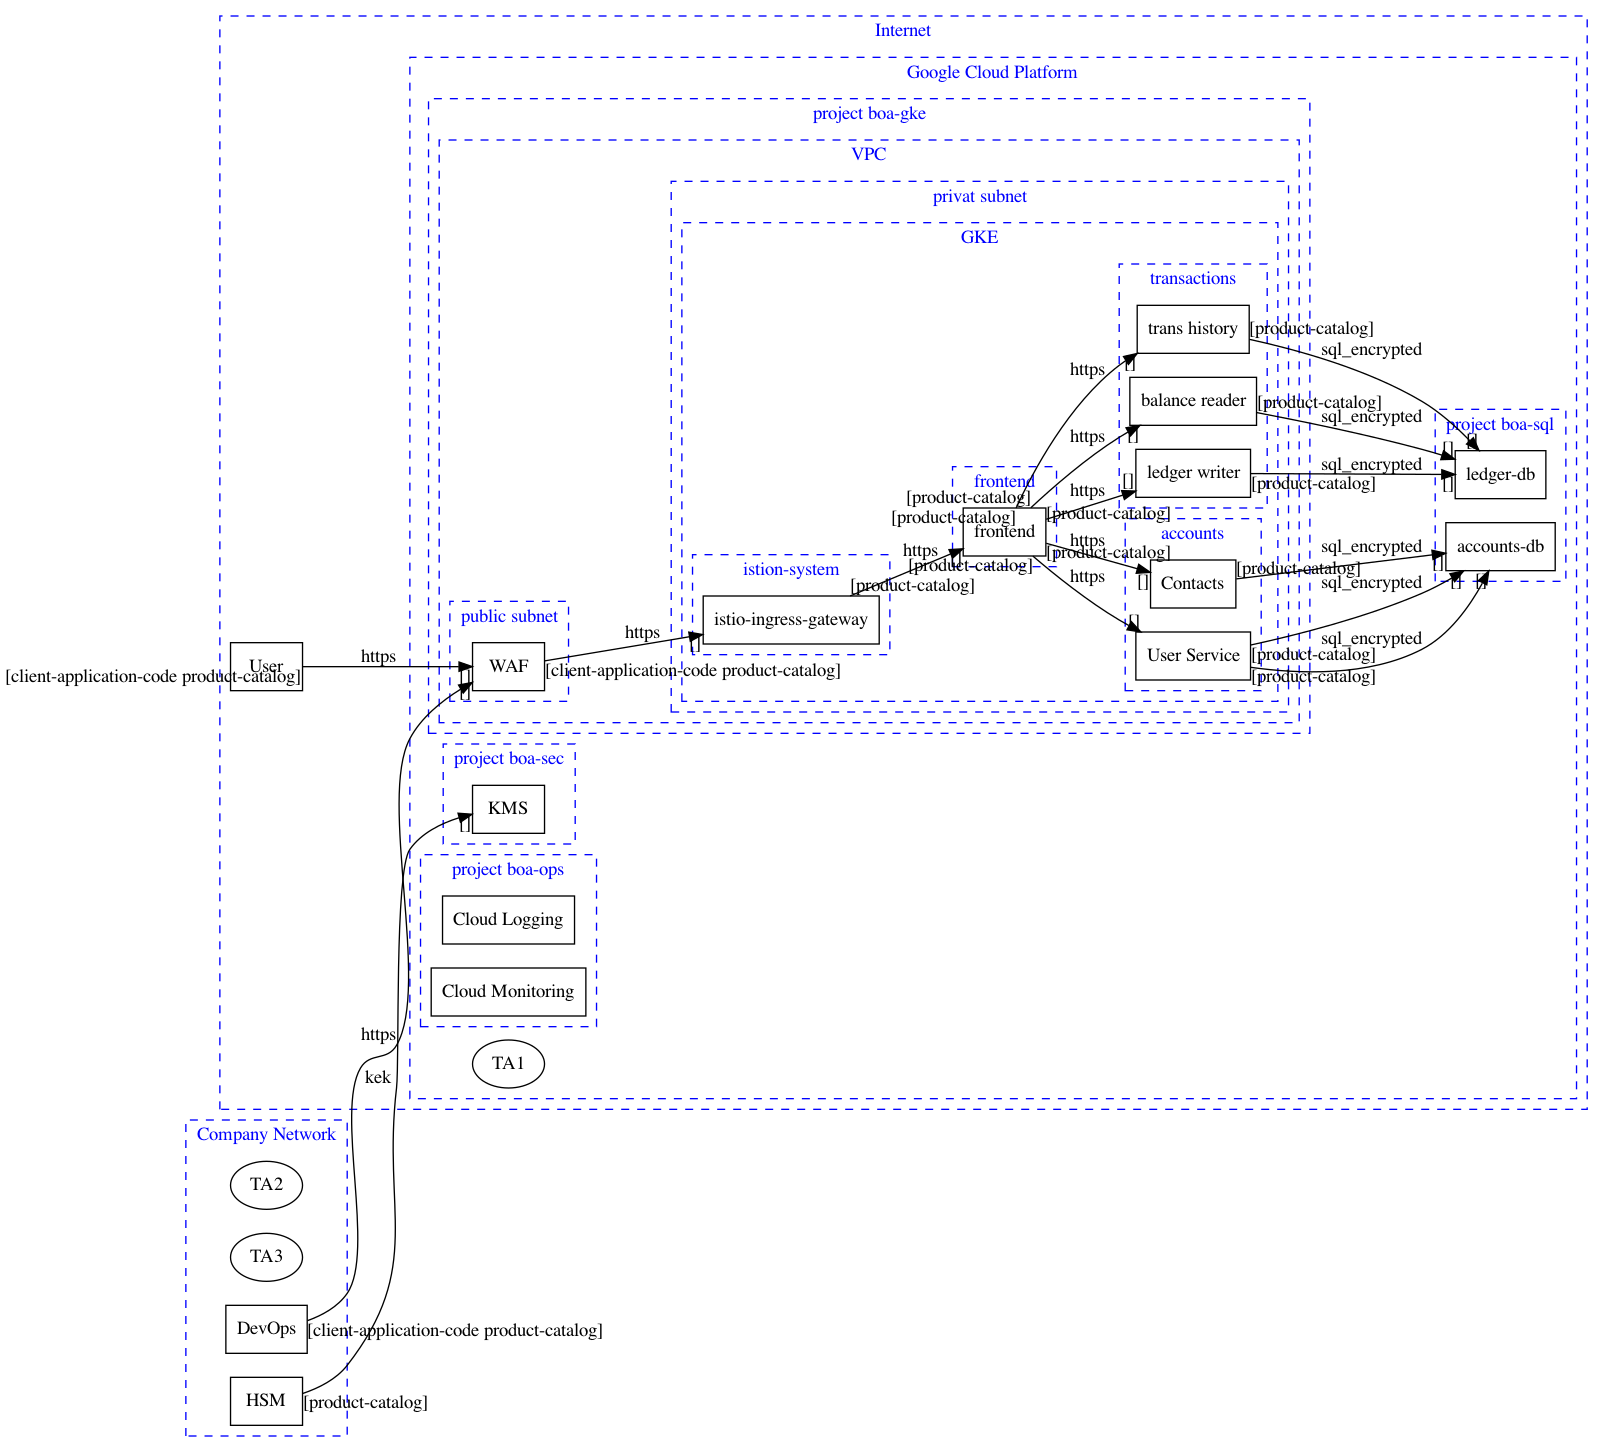 Internet
Google Cloud Platform
project boa-gke
VPC
privat subnet
GKE
transactions
trans history
[product-catalog]
sql_encrypted
[]
https
balance reader
[product-catalog]
sql_encrypted
[]
https
ledger writer
[product-catalog]
sql_encrypted
[]
https
project boa-sql
[]
[]
[]
ledger-db
accounts-db
frontend
[product-catalog]
[product-catalog]
frontend
[product-catalog]
https
[product-catalog]
[product-catalog]
https
[]
https
accounts
Contacts
[]
[product-catalog]
sql_encrypted
[]
sql_encrypted
[]
[]
[]
User Service
[product-catalog]
sql_encrypted
[product-catalog]
istion-system
[product-catalog]
istio-ingress-gateway
[]
https
public subnet
WAF
[client-application-code product-catalog]
[]
https
User
[client-application-code product-catalog]
project boa-sec
KMS
[]
project boa-ops
Cloud Logging
Cloud Monitoring
https
TA1
kek
Company Network
TA2
TA3
DevOps
[client-application-code product-catalog]
HSM
[product-catalog]